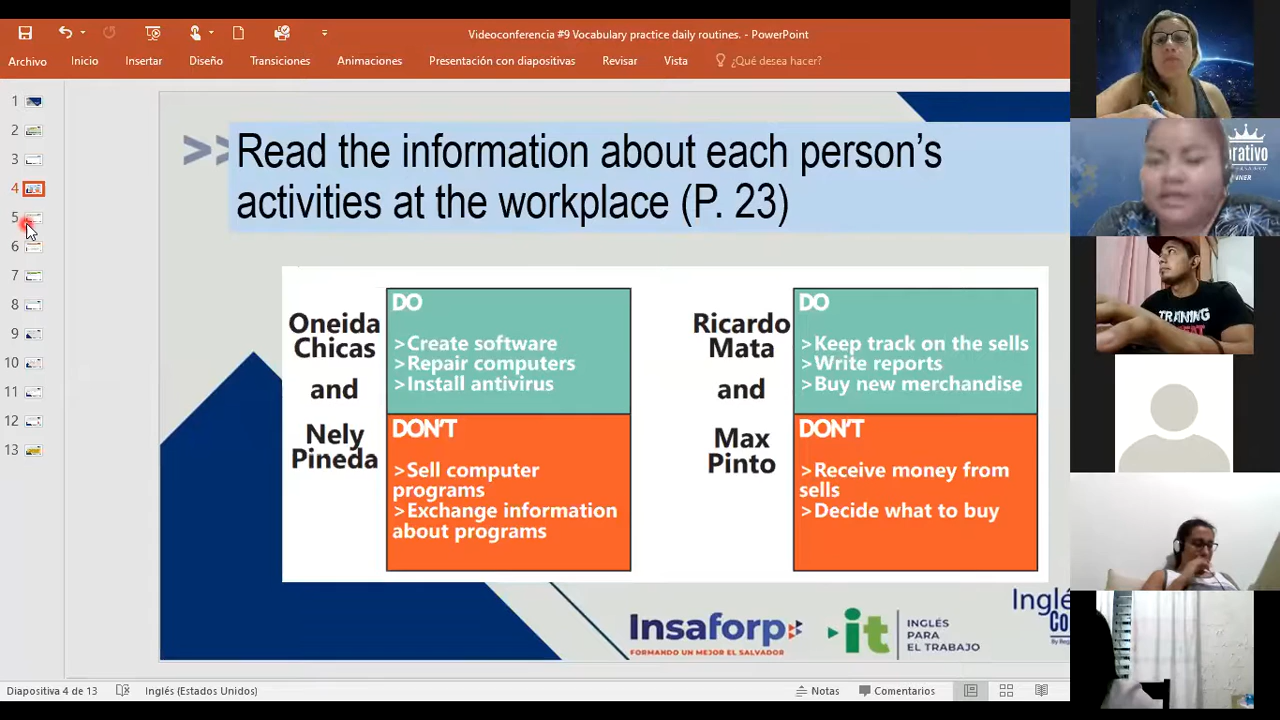 Videoconferencia #9 Vocabulary practice daily routines. - PowerPoint
Archivo
Inicio
Insertar
Diseño
Transiciones
Animaciones
Presentación con diapositivas
Revisar
Vista
¿Qué desea hacer?
1
2
3
4
5
6
7
8
9
10
11
12
13
>> Read the information about each person's
activities at the workplace (P. 23)
Oneida
Chicas
and
Nely
Pineda
DO
>Create software
>Repair computers
>Install antivirus
DON'T
>Sell computer
programs
>Exchange information
about programs
Ricardo
Mata
and
Max
Pinto
DO
>Keep track on the sells
>Write reports
>Buy new merchandise
DON'T
>Receive money from
sells
>Decide what to buy
Insaforp
FORMANDO UN MEJOR EL SALVADOR
it
INGLÉS
PARA
EL TRABAJO
Inglé
Co
Diapositiva 4 de 13
Inglés (Estados Unidos)
Notas
Comentarios
rativo
TRAINING